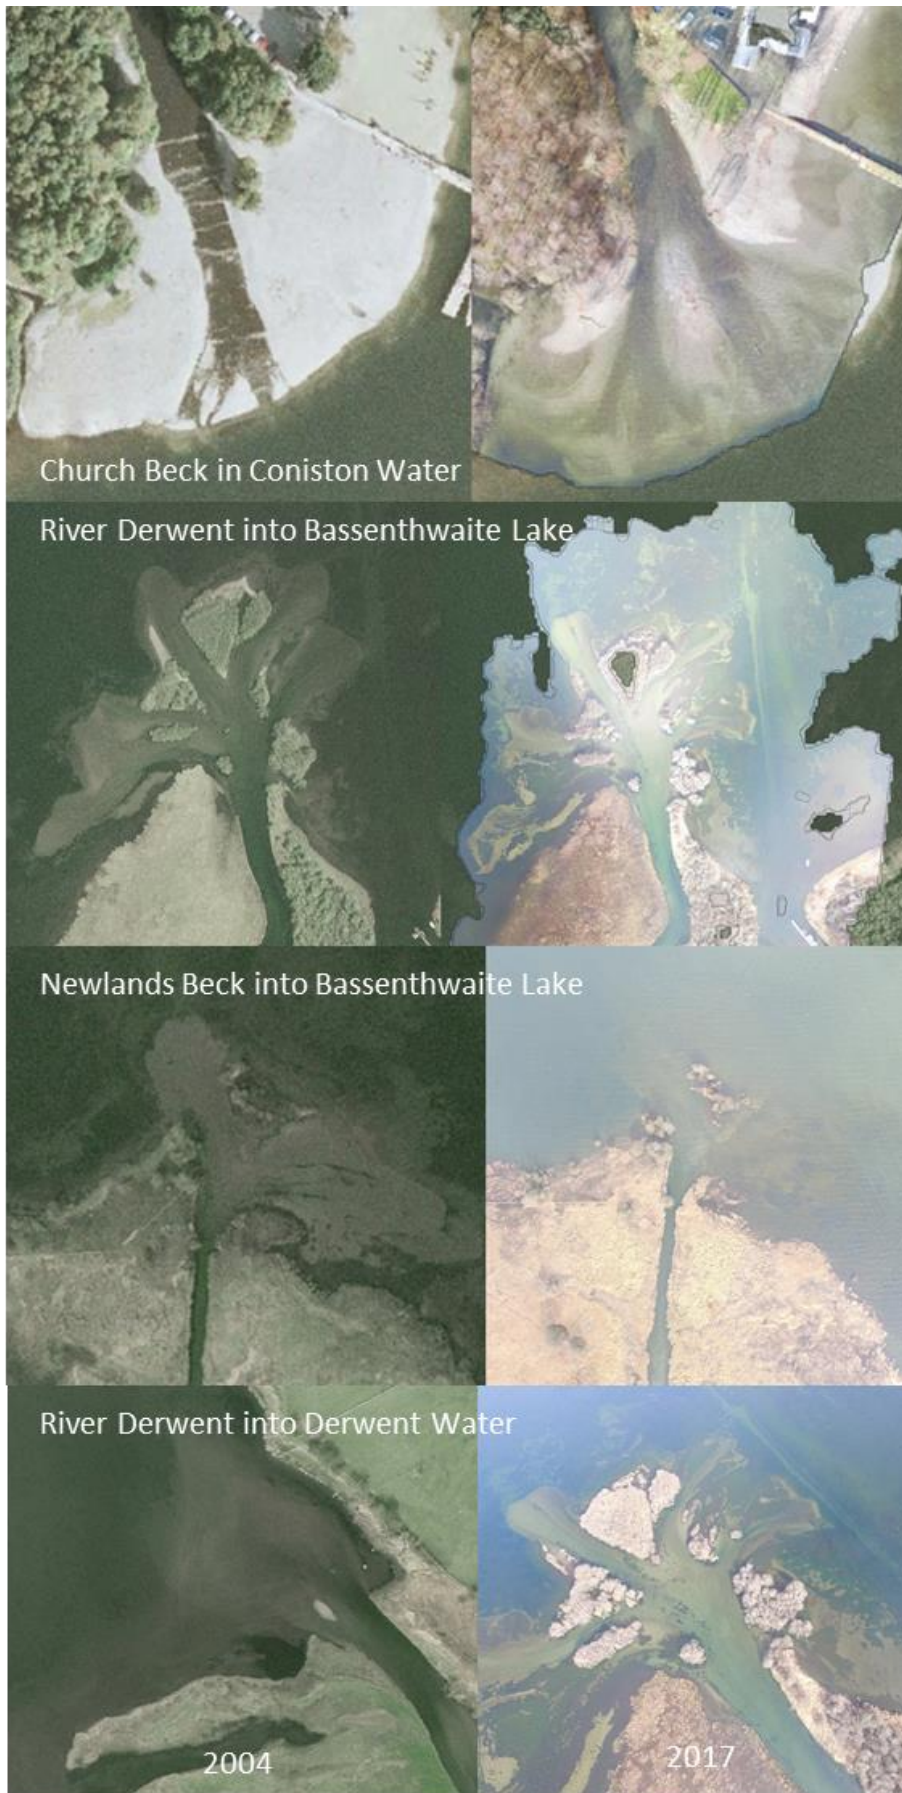 Church Beck in Coniston Water
River Derwent into Bassenthwaite Lake
Newlands Beck into Bassenthwaite Lake
River Derwent into Derwent Water
2004
2017